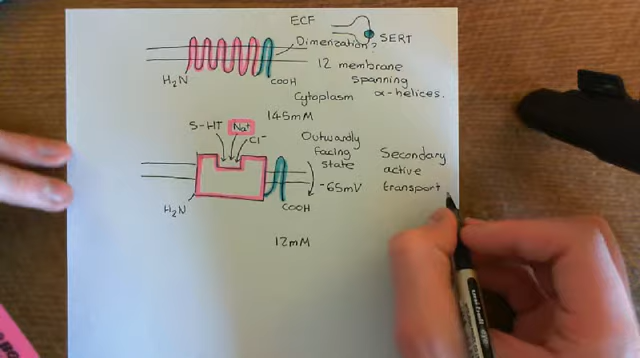 ECF
SERT
Dimerization?
H₂N
COOH
12 membrane
spanning
α-helices.
Cytoplasm
145mM
5-HT
Na⁺
Cl⁻
Outwardly
facing
state
-65mV
H₂N
COOH
Secondary
active
transport
12mM